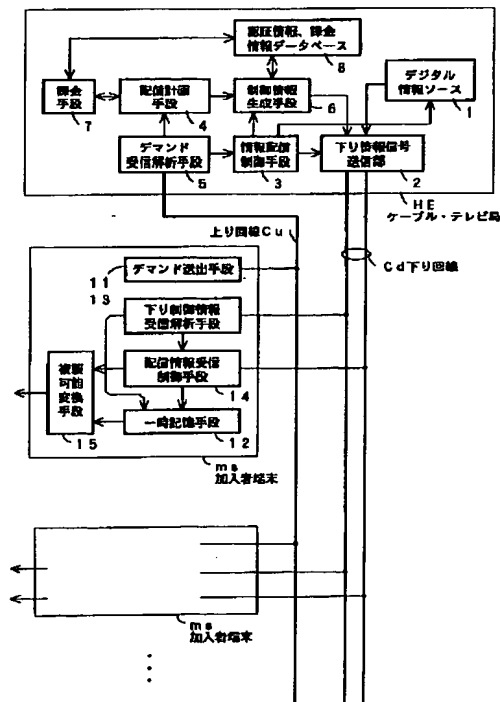 認証情報、課金
情報データベース
8
デジタル
情報ソース
1
課金
手段
7
配信計画
手段
4
制御情報
生成手段
6
デマンド
受信解析手段
5
情報配信
制御手段
3
下り情報信号
送信部
2
HE
ケーブル・テレビ局
上り回線Cu
Cd下り回線
11
デマンド送出手段
13
下り制御情報
受信解析手段
配信情報受信
制御手段
14
複製
可能
変換
手段
15
一時記憶手段
12
ms
加入者端末
ms
加入者端末